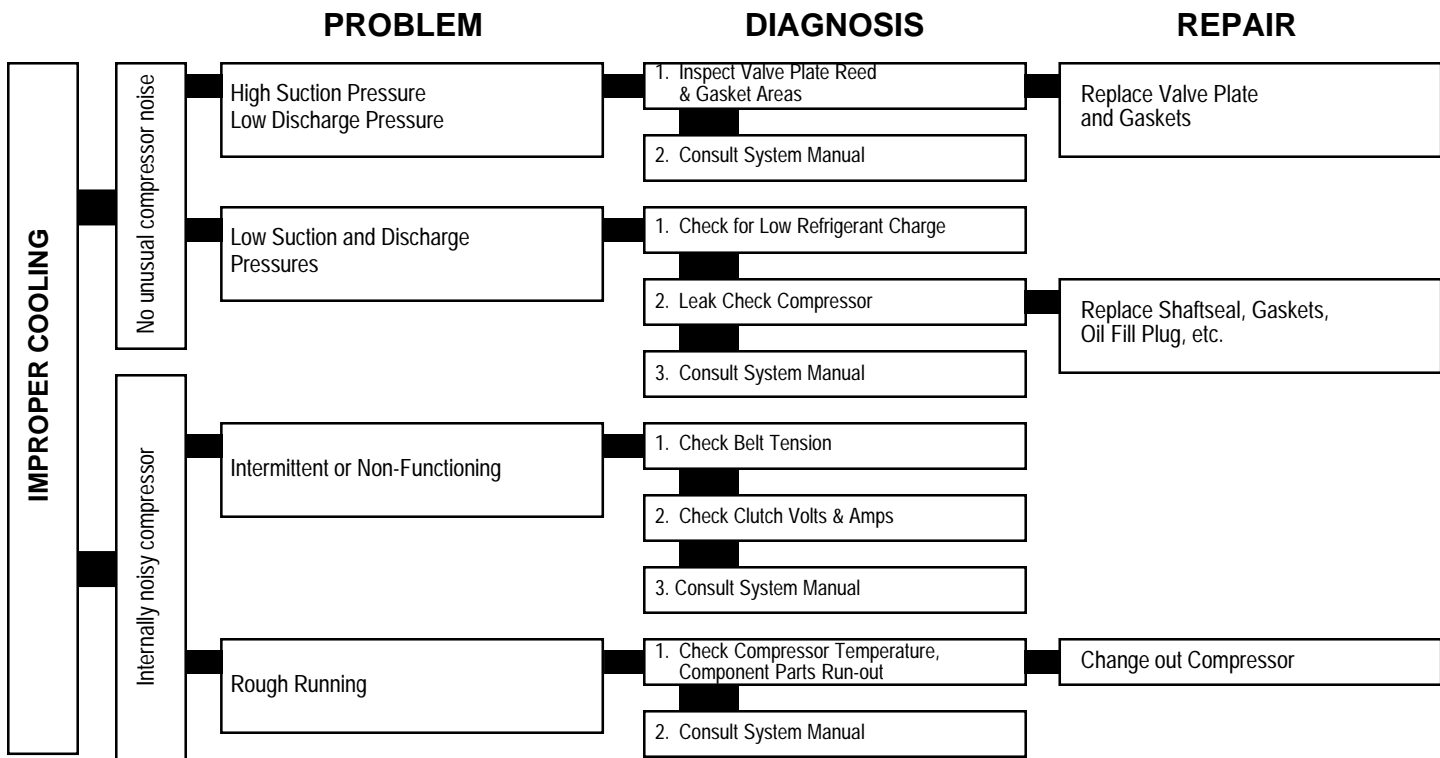 PROBLEM
DIAGNOSIS
REPAIR
IMPROPER COOLING
No unusual compressor noise
High Suction Pressure
Low Discharge Pressure
1. Inspect Valve Plate Reed
& Gasket Areas
Replace Valve Plate
and Gaskets
2. Consult System Manual
Low Suction and Discharge
Pressures
1. Check for Low Refrigerant Charge
2. Leak Check Compressor
Replace Shaftseal, Gaskets,
Oil Fill Plug, etc.
3. Consult System Manual
Internally noisy compressor
Intermittent or Non-Functioning
1. Check Belt Tension
2. Check Clutch Volts & Amps
3. Consult System Manual
Rough Running
1. Check Compressor Temperature,
Component Parts Run-out
Change out Compressor
2. Consult System Manual